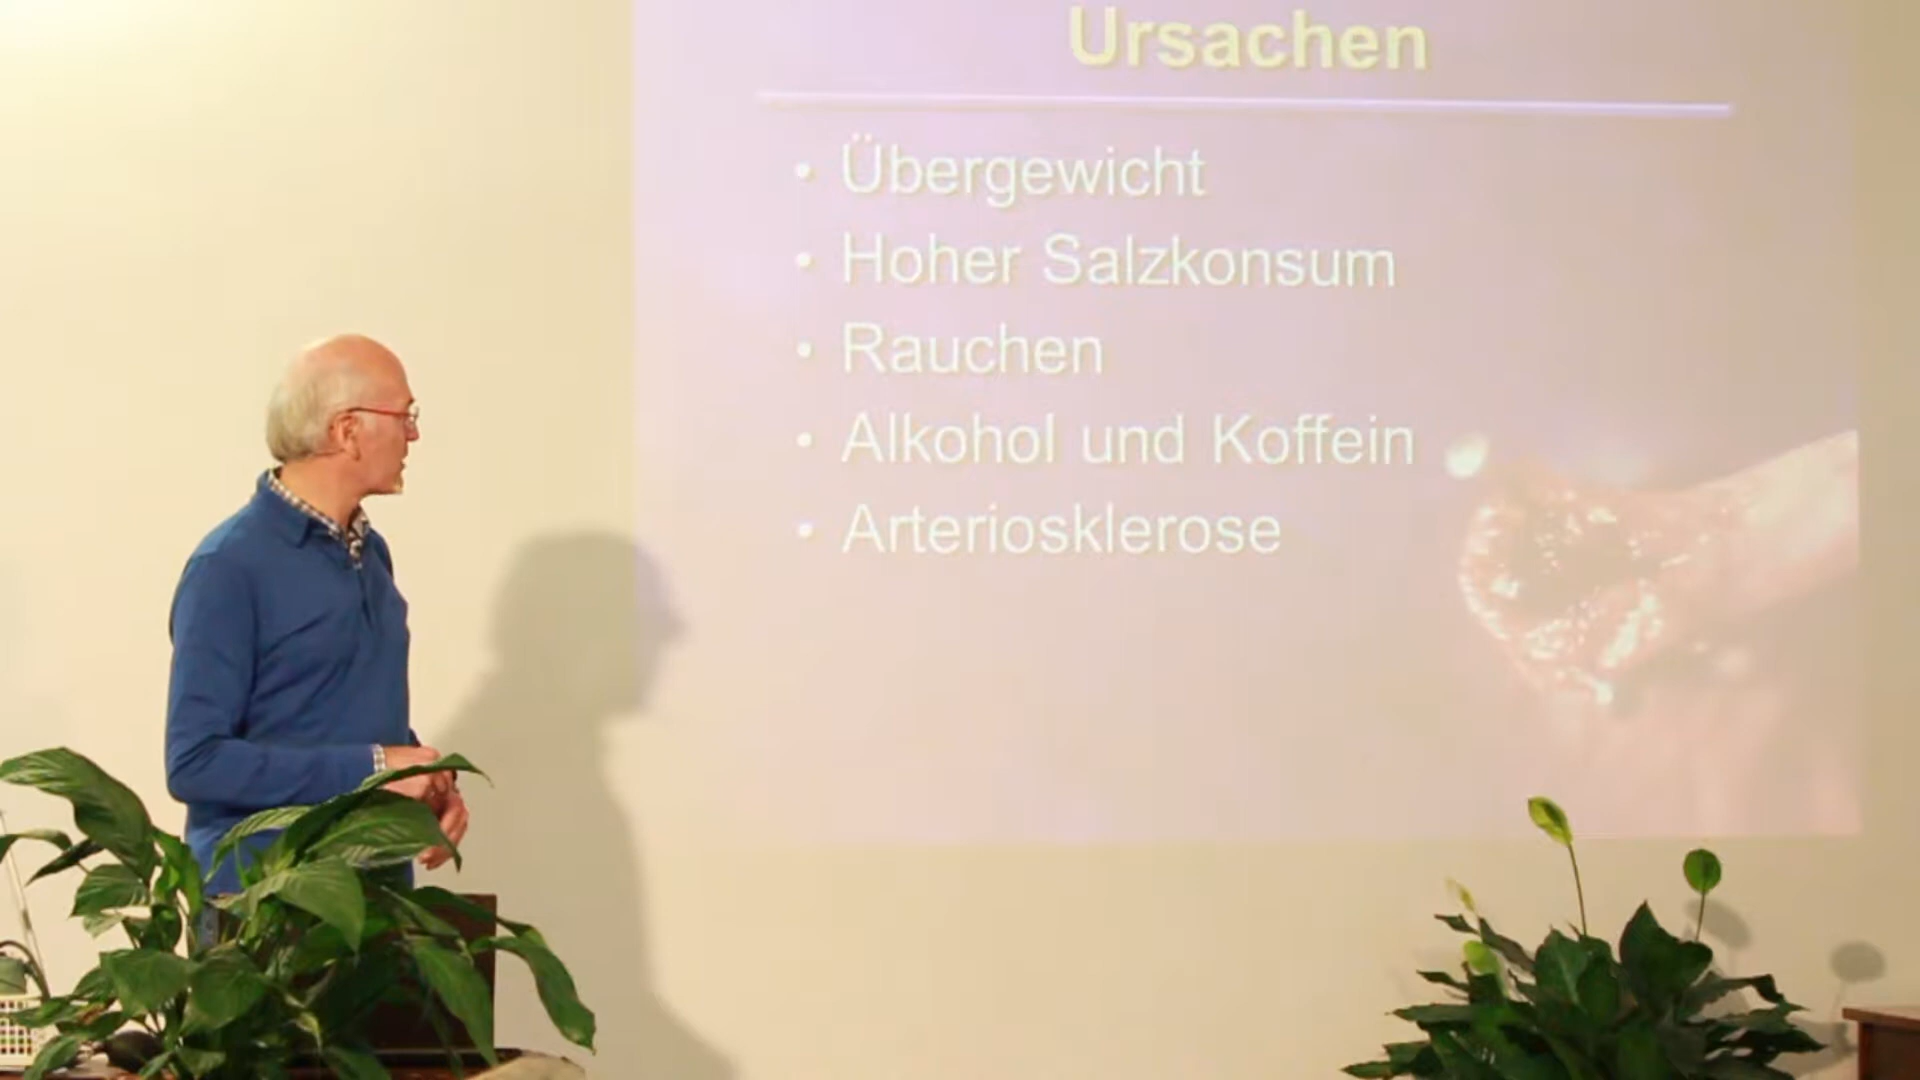 Ursachen
• Übergewicht
• Hoher Salzkonsum
• Rauchen
• Alkohol und Koffein
• Arteriosklerose